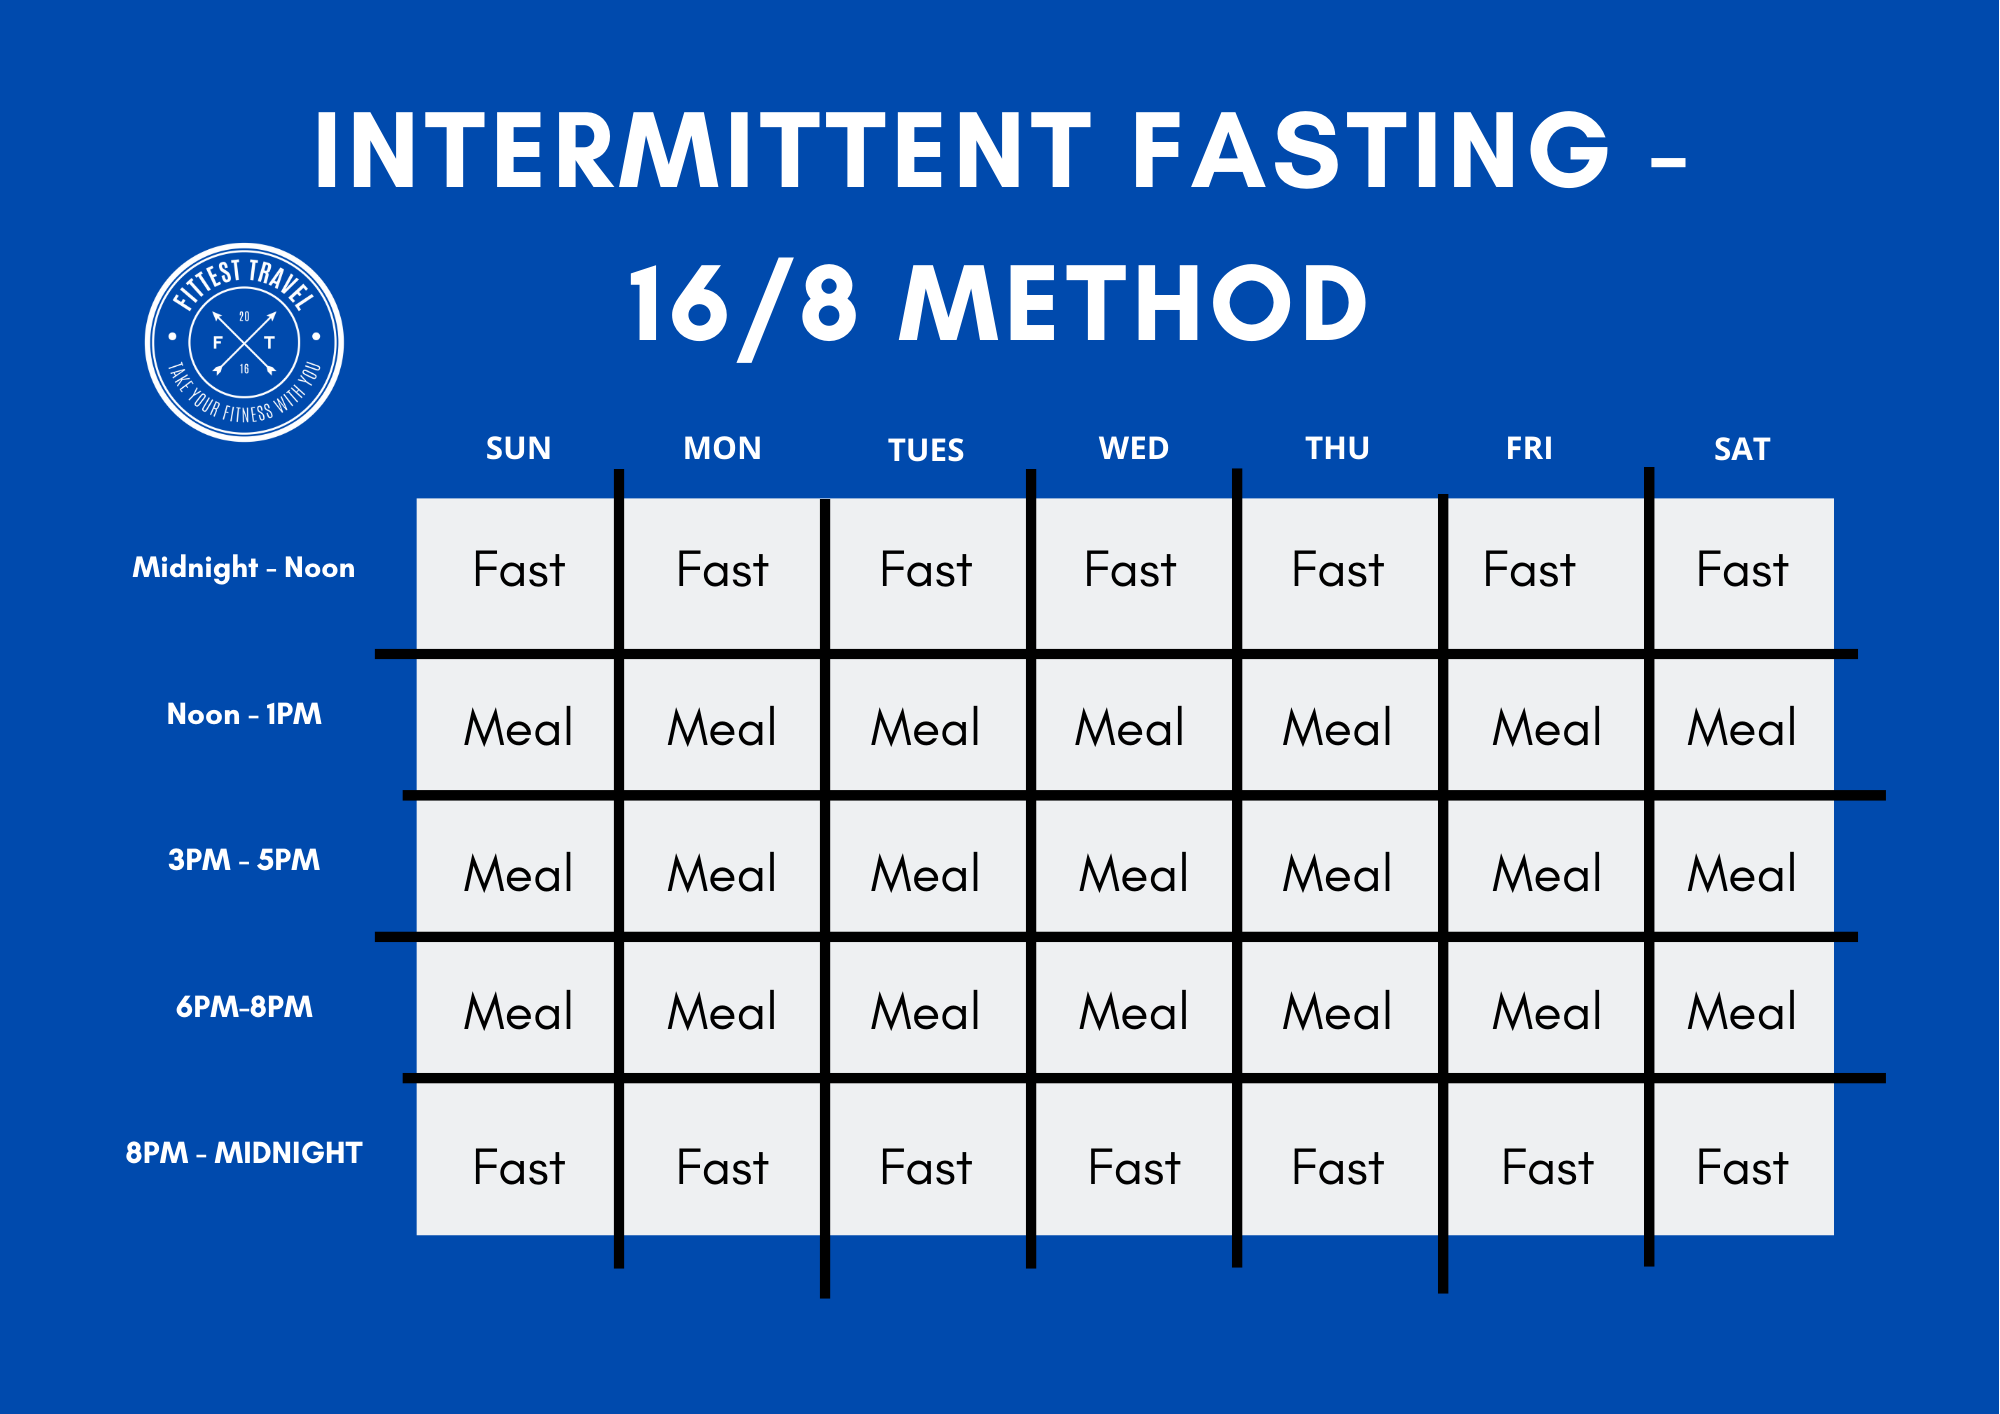 INTERMITTENT FASTING -
16/8 METHOD
FITTEST TRAVEL
20
F T
16
TAKE YOUR FITNESS WITH YOU
SUN MON TUES WED THU FRI SAT
Midnight - Noon Fast Fast Fast Fast Fast Fast Fast
Noon - 1PM Meal Meal Meal Meal Meal Meal Meal
3PM - 5PM Meal Meal Meal Meal Meal Meal Meal
6PM-8PM Meal Meal Meal Meal Meal Meal Meal
8PM - MIDNIGHT Fast Fast Fast Fast Fast Fast Fast